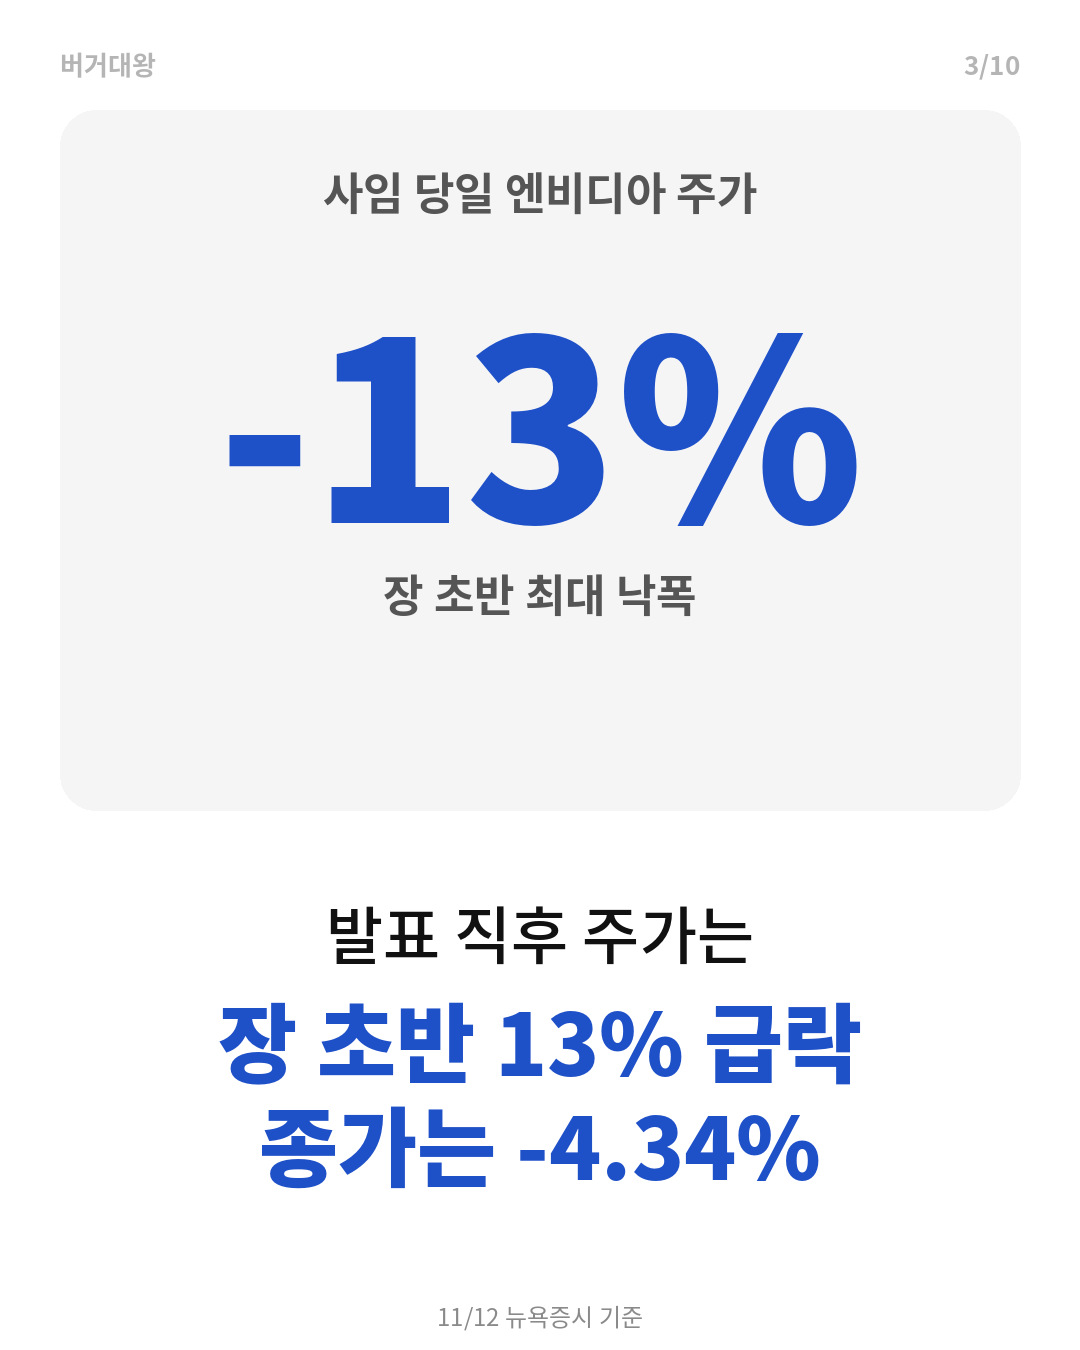 버거대왕
3/10
사임 당일 엔비디아 주가
-13%
장 초반 최대 낙폭
발표 직후 주가는
장 초반 13% 급락
종가는 -4.34%
11/12 뉴욕증시 기준